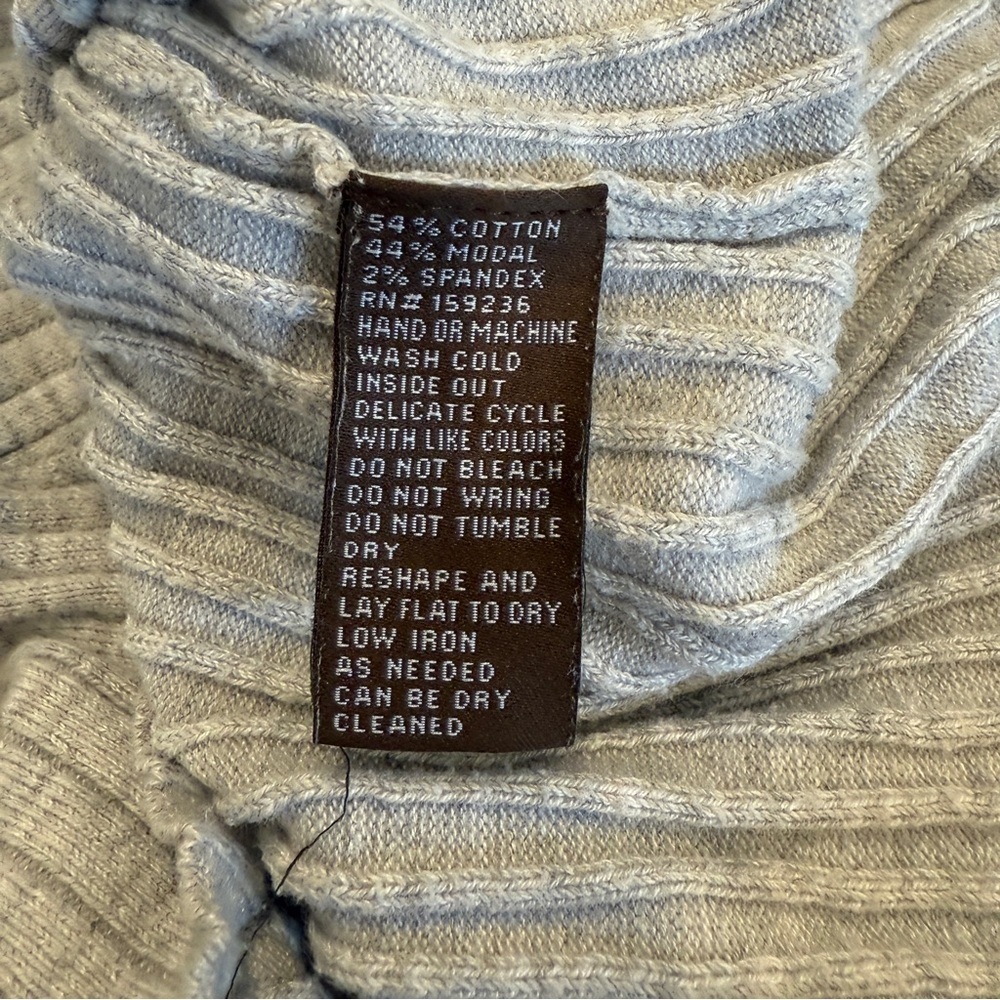 54% COTTON
44% MODAL
2% SPANDEX
RN# 159236
HAND OR MACHINE
WASH COLD
INSIDE OUT
DELICATE CYCLE
WITH LIKE COLORS
DO NOT BLEACH
DO NOT WRING
DO NOT TUMBLE
DRY
RESHAPE AND
LAY FLAT TO DRY
LOW IRON
AS NEEDED
CAN BE DRY
CLEANED